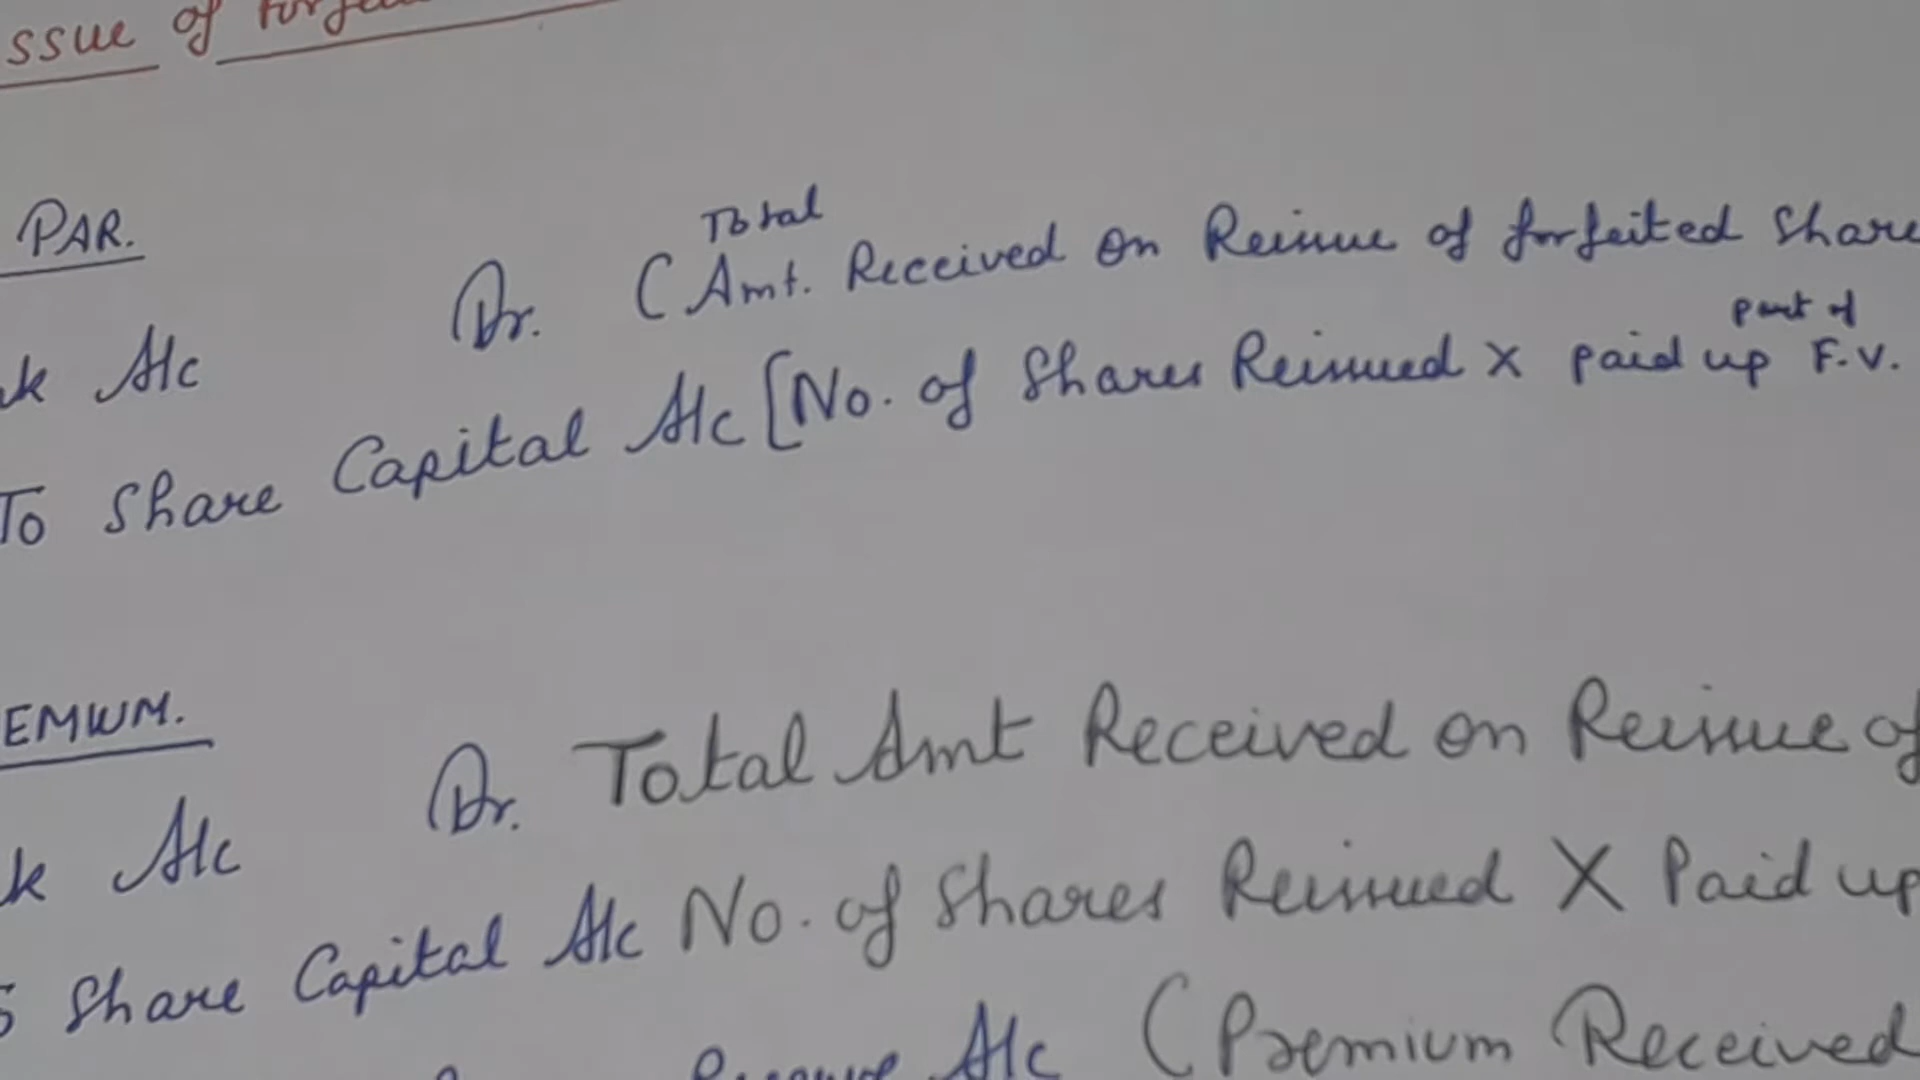 ssue of
PAR.
Total
k A/c Dr. (Amt. Received on Reissue of forfeited Share
part of
To Share Capital A/c [No. of Shares Reissued X paid up F.V.
EMIUM.
k A/c Dr. Total Amt Received on Reissue of
Share Capital A/c No. of Shares Reissued X Paid up
A/c (Premium Received